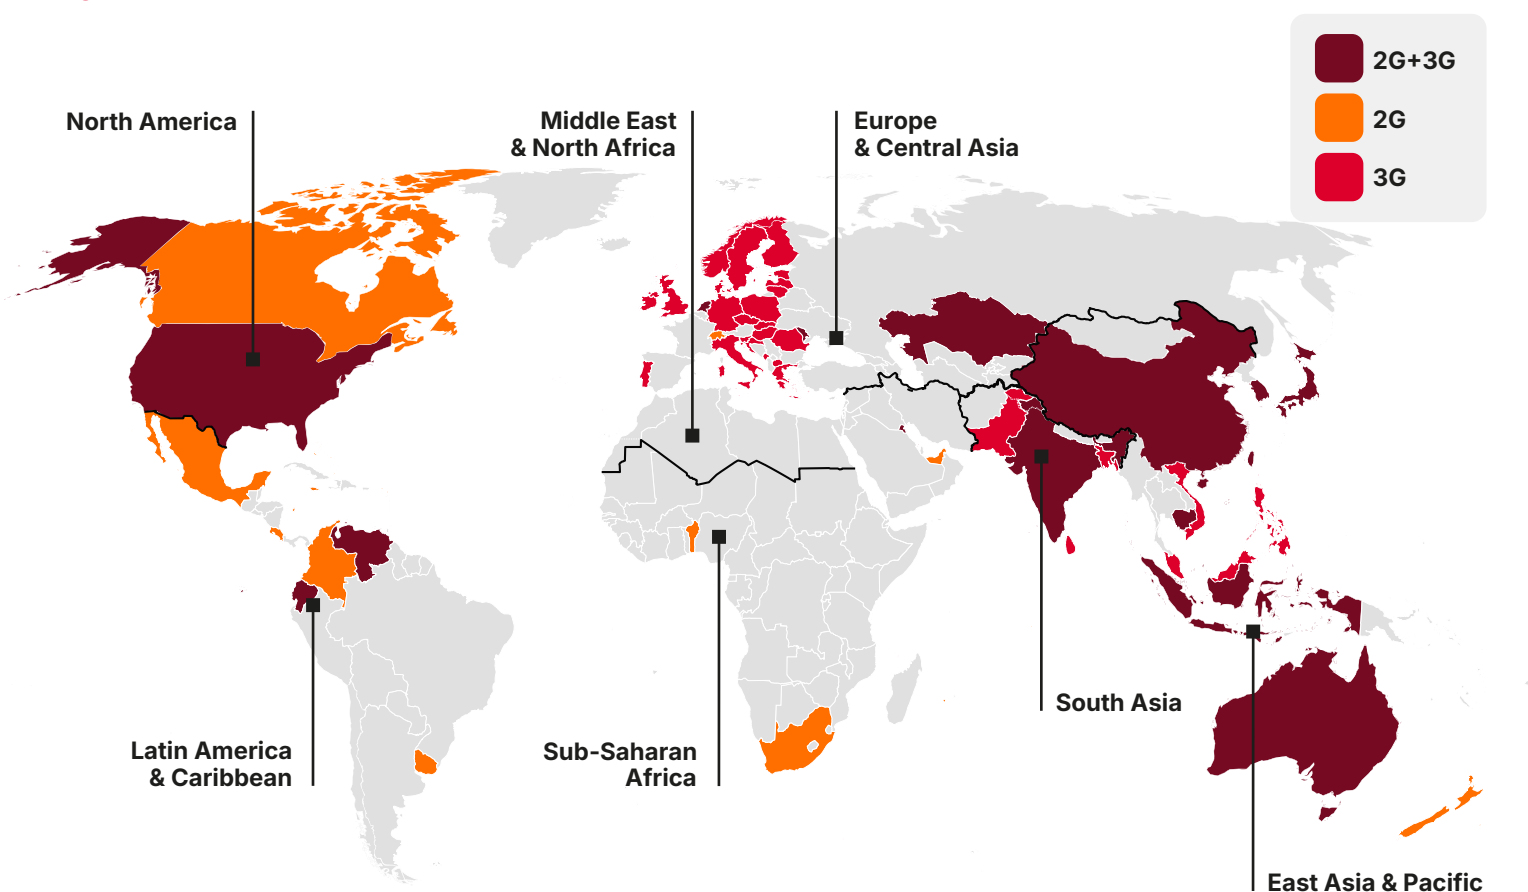 2G+3G
2G
3G
North America
Middle East
& North Africa
Europe
& Central Asia
South Asia
Latin America
& Caribbean
Sub-Saharan
Africa
East Asia & Pacific